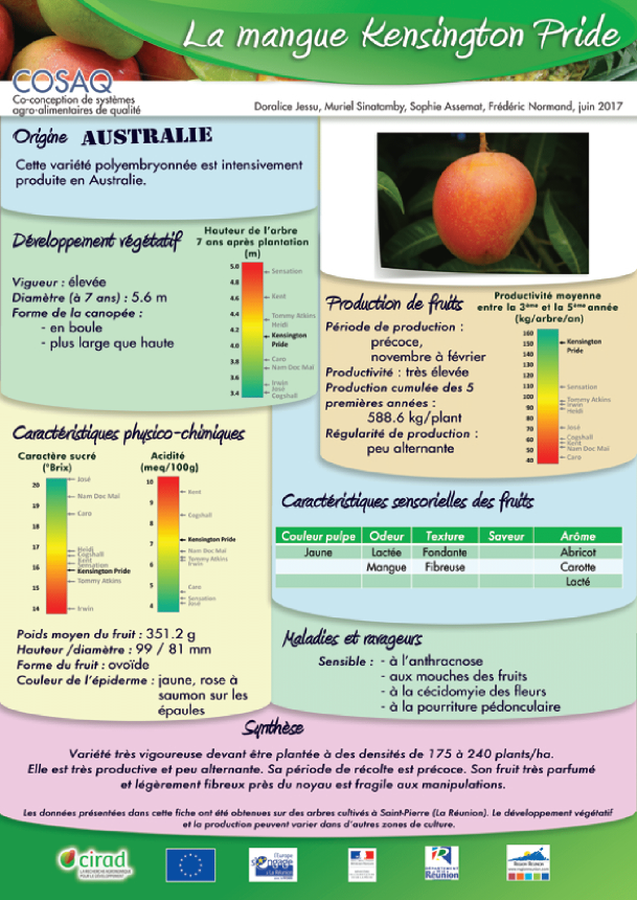 La mangue Kensington Pride
COSAQ
Co-conception de systèmes
agro-alimentaires de qualité
Doralice Jessu, Muriel Sinatomby, Sophie Assemat, Frédéric Normand, juin 2017
Origine AUSTRALIE
Cette variété polyembryonnée est intensivement
produite en Australie.
Développement végétatif
Vigueur : élevée
Diamètre (à 7 ans) : 5.6 m
Forme de la canopée :
- en boule
- plus large que haute
Hauteur de l'arbre
7 ans après plantation
(m)
5.0
4.8
4.6
4.4
4.2
4.0
3.8
3.6
3.4
Sensation
Kent
Tommy Atkins
Heidi
Kensington
Pride
Caro
Nam Doc Mai
Irwin
José
Cogshall
Production de fruits
Période de production :
précoce,
novembre à février
Productivité : très élevée
Production cumulée des 5
premières années :
588.6 kg/plant
Régularité de production :
peu alternante
Productivité moyenne
entre la 3ème et la 5ème année
(kg/arbre/an)
160
150
140
130
120
110
100
90
80
70
60
50
40
Kensington
Pride
Sensation
Tommy Atkins
Irwin
Heidi
José
Cogshall
Kent
Nam Doc Mai
Caro
Caractéristiques physico-chimiques
Caractère sucré
(°Brix)
20
19
18
17
16
15
14
José
Nam Doc Mai
Caro
Heidi
Cogshall
Kent
Sensation
Kensington Pride
Tommy Atkins
Irwin
Acidité
(meq/100g)
10
9
8
7
6
5
4
Kent
Cogshall
Kensington Pride
Nam Doc Mai
Tommy Atkins
Irwin
Caro
Sensation
José
Poids moyen du fruit : 351.2 g
Hauteur /diamètre : 99 / 81 mm
Forme du fruit : ovoïde
Couleur de l'épiderme : jaune, rose à
saumon sur les
épaules
Caractéristiques sensorielles des fruits
Couleur pulpe Odeur Texture Saveur Arôme
Jaune Lactée Fondante Abricot
Mangue Fibreuse Carotte
Lacté
Maladies et ravageurs
Sensible : - à l'anthracnose
- aux mouches des fruits
- à la cécidomyie des fleurs
- à la pourriture pédonculaire
Synthèse
Variété très vigoureuse devant être plantée à des densités de 175 à 240 plants/ha.
Elle est très productive et peu alternante. Sa période de récolte est précoce. Son fruit très parfumé
et légèrement fibreux près du noyau est fragile aux manipulations.
Les données présentées dans cette fiche ont été obtenues sur des arbres cultivés à Saint-Pierre (La Réunion). Le développement végétatif
et la production peuvent varier dans d'autres zones de culture.
cirad
LA RECHERCHE AGRONOMIQUE
POUR LE DÉVELOPPEMENT
l'Europe
engage
à La Réunion
DÉPARTEMENT
de la
Réunion
REGION REUNION
www.regionreunion.com